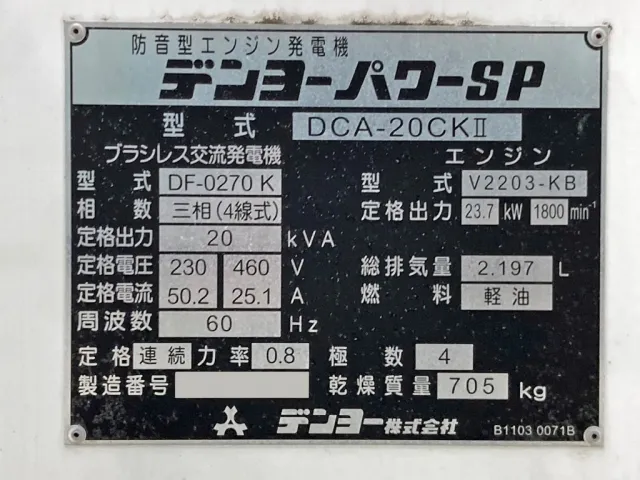 防音型エンジン発電機
デンヨーパワーSP
型式 DCA-20CKⅡ
ブラシレス交流発電機 エンジン
型式 DF-0270 K 型式 V2203-KB
相数 三相(4線式) 定格出力 23.7 kW 1800 min⁻¹
定格出力 20 kVA
定格電圧 230 460 V 総排気量 2.197 L
定格電流 50.2 25.1 A 燃料 軽油
周波数 60 Hz
定格 連続 力率 0.8 極数 4
製造番号 乾燥質量 705 kg
デンヨー株式会社 B1103 0071B